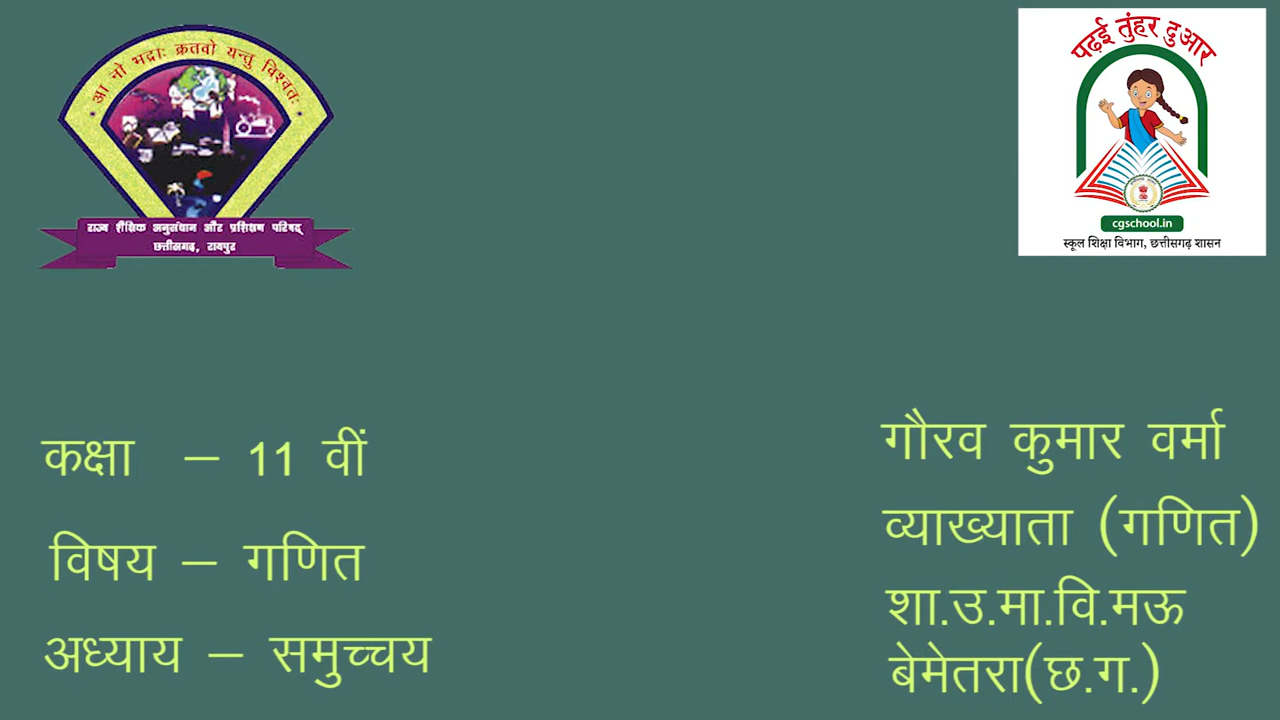 आ नो भद्राः क्रतवो यन्तु विश्वतः
राज्य शैक्षिक अनुसंधान और प्रशिक्षण परिषद्
छत्तीसगढ़, रायपुर
पढ़ई तुंहर दुआर
cgschool.in
स्कूल शिक्षा विभाग, छत्तीसगढ़ शासन
कक्षा – 11 वीं
विषय – गणित
अध्याय – समुच्चय
गौरव कुमार वर्मा
व्याख्याता (गणित)
शा.उ.मा.वि.मऊ
बेमेतरा(छ.ग.)